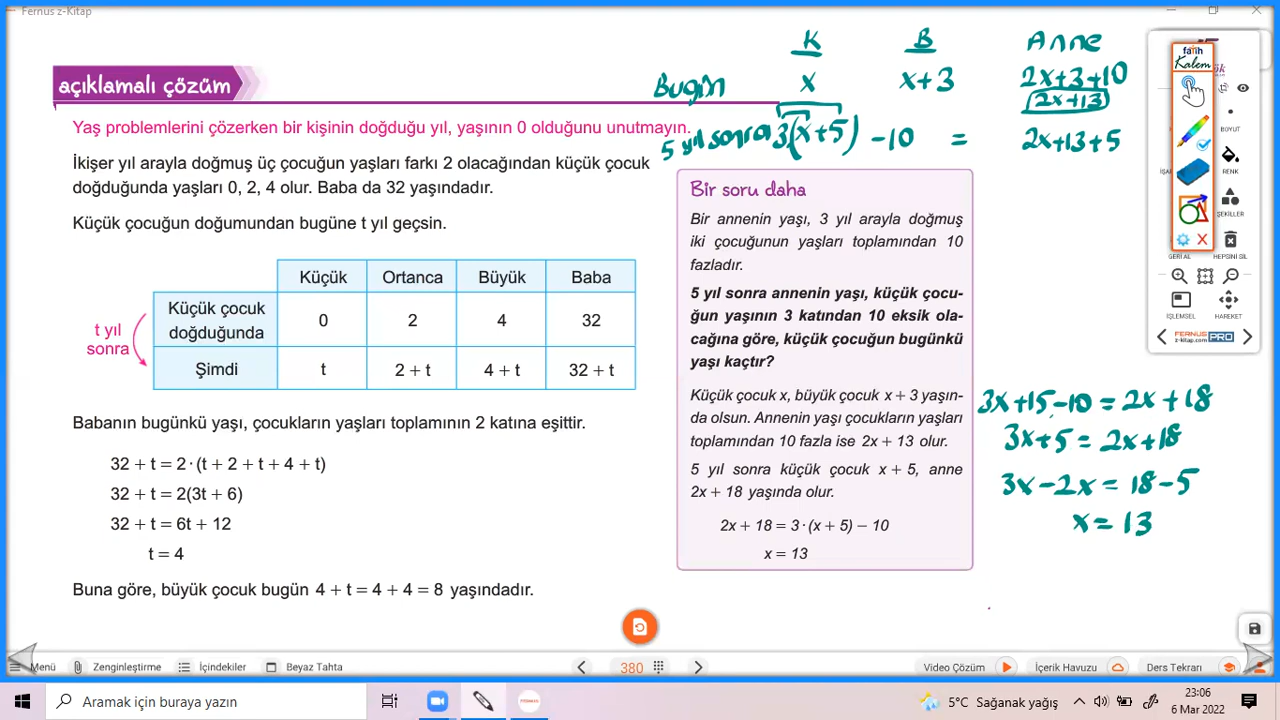 Fernus z-Kitap
K B Anne
Bugün x x+3 2x+3+10
2x+13
5 yıl sonra 3(x+5) -10 = 2x+13+5
açıklamalı çözüm
Yaş problemlerini çözerken bir kişinin doğduğu yıl, yaşının 0 olduğunu unutmayın.
İkişer yıl arayla doğmuş üç çocuğun yaşları farkı 2 olacağından küçük çocuk
doğduğunda yaşları 0, 2, 4 olur. Baba da 32 yaşındadır.
Küçük çocuğun doğumundan bugüne t yıl geçsin.
Küçük Ortanca Büyük Baba
Küçük çocuk
doğduğunda
0 2 4 32
t yıl
sonra
Şimdi t 2 + t 4 + t 32 + t
Babanın bugünkü yaşı, çocukların yaşları toplamının 2 katına eşittir.
32 + t = 2·(t + 2 + t + 4 + t)
32 + t = 2(3t + 6)
32 + t = 6t + 12
t = 4
Buna göre, büyük çocuk bugün 4 + t = 4 + 4 = 8 yaşındadır.
Bir soru daha
Bir annenin yaşı, 3 yıl arayla doğmuş
iki çocuğunun yaşları toplamından 10
fazladır.
5 yıl sonra annenin yaşı, küçük çocu-
ğun yaşının 3 katından 10 eksik ola-
cağına göre, küçük çocuğun bugünkü
yaşı kaçtır?
Küçük çocuk x, büyük çocuk x + 3 yaşın-
da olsun. Annenin yaşı çocukların yaşları
toplamından 10 fazla ise 2x + 13 olur.
5 yıl sonra küçük çocuk x + 5, anne
2x + 18 yaşında olur.
2x + 18 = 3·(x + 5) − 10
x = 13
3x+15-10=2x+18
3x+5=2x+18
3x-2x=18-5
x=13
fatih
Kalem
BOYUT
RENK
ŞEKİLLER
GERİ AL HEPSİNİ SİL
İŞLEMSEL HAREKET
FERNUS PRO
z-kitap.com
Menü Zenginleştirme İçindekiler Beyaz Tahta 380 Video Çözüm İçerik Havuzu Ders Tekrarı
Aramak için buraya yazın 5°C Sağanak yağış 23:06
6 Mar 2022